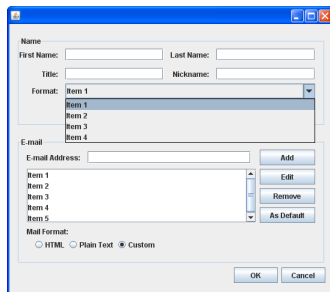 Name
First Name: Last Name:
Title: Nickname:
Format: Item 1
Item 1
Item 2
Item 3
Item 4
E-mail
E-mail Address: Add
Item 1 Edit
Item 2
Item 3 Remove
Item 4
Item 5 As Default
Mail Format:
HTML Plain Text Custom
OK Cancel